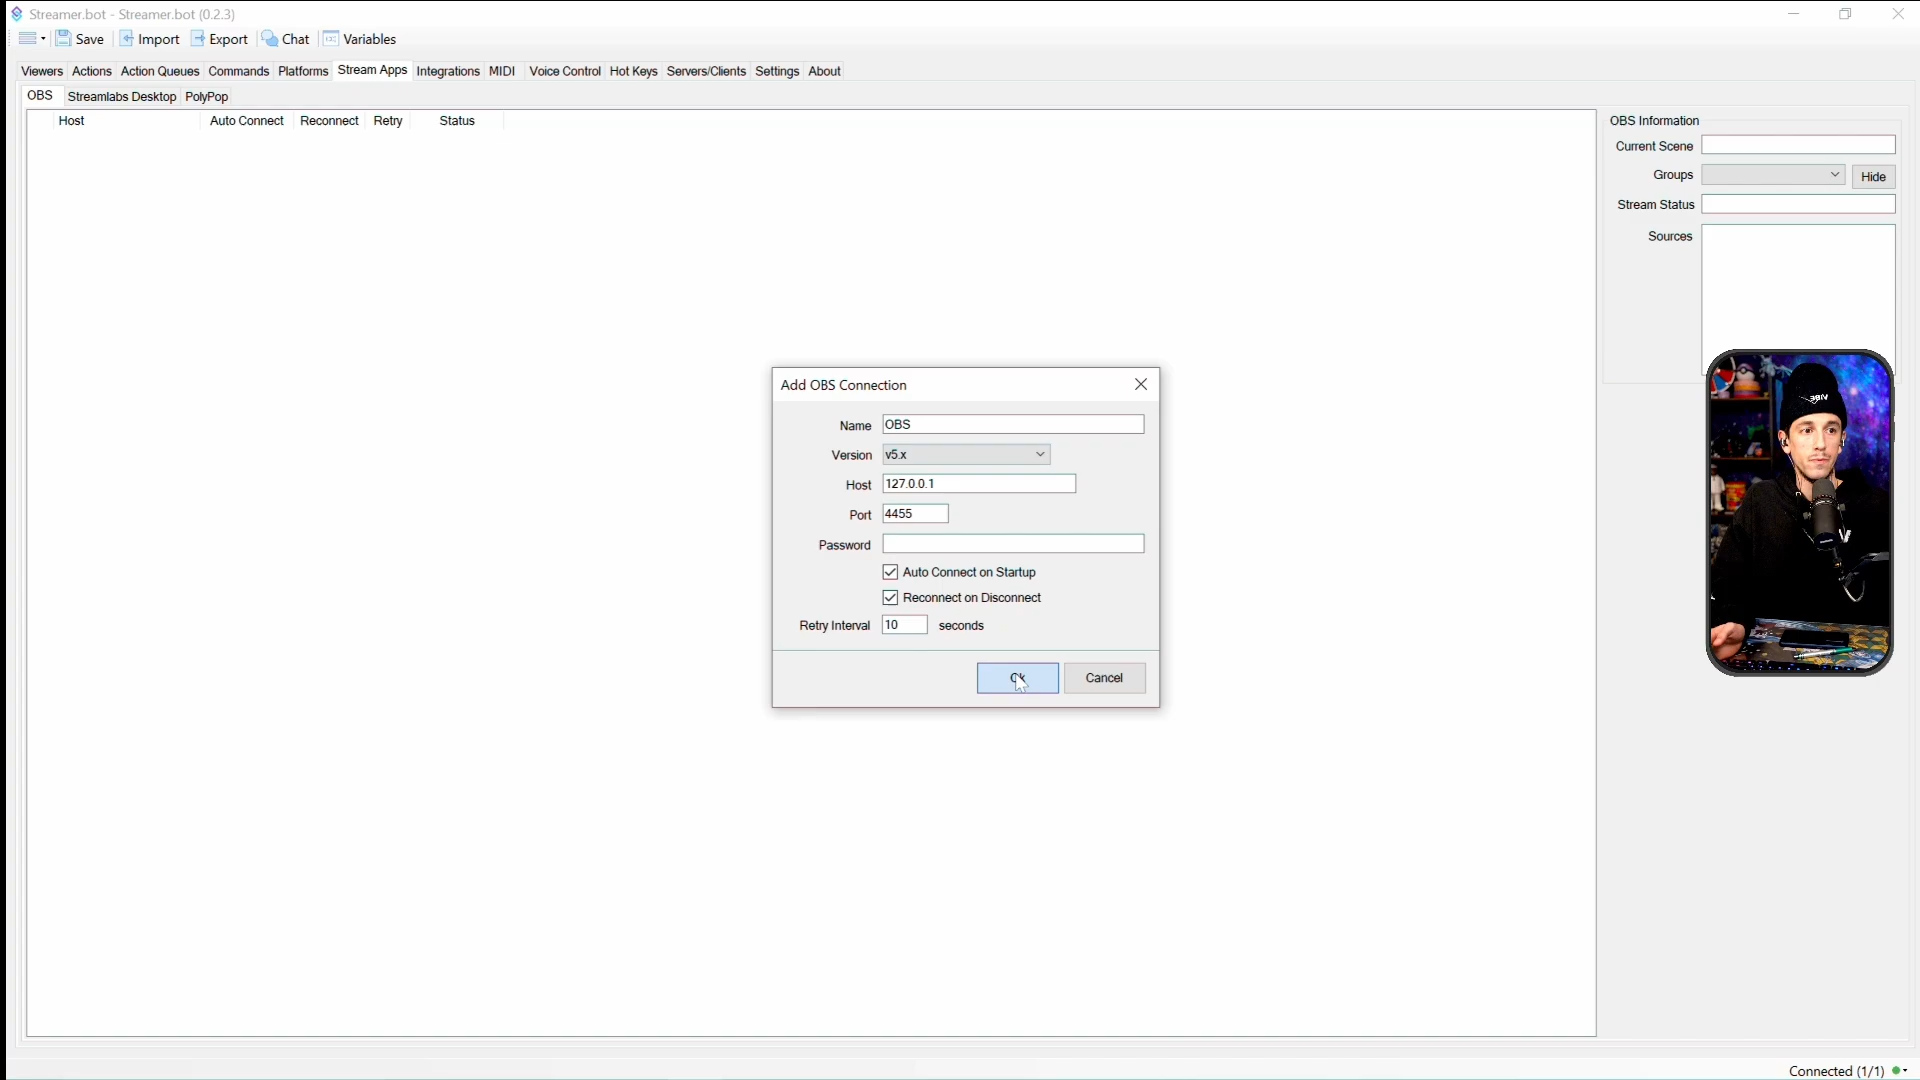 Streamer.bot - Streamer.bot (0.2.3)
Save Import Export Chat Variables
Viewers Actions Action Queues Commands Platforms Stream Apps Integrations MIDI Voice Control Hot Keys Servers/Clients Settings About
OBS Streamlabs Desktop PolyPop
Host Auto Connect Reconnect Retry Status
OBS Information
Current Scene
Groups Hide
Stream Status
Sources
Add OBS Connection
Name OBS
Version v5.x
Host 127.0.0.1
Port 4455
Password
Auto Connect on Startup
Reconnect on Disconnect
Retry Interval 10 seconds
Ok Cancel
Connected (1/1)